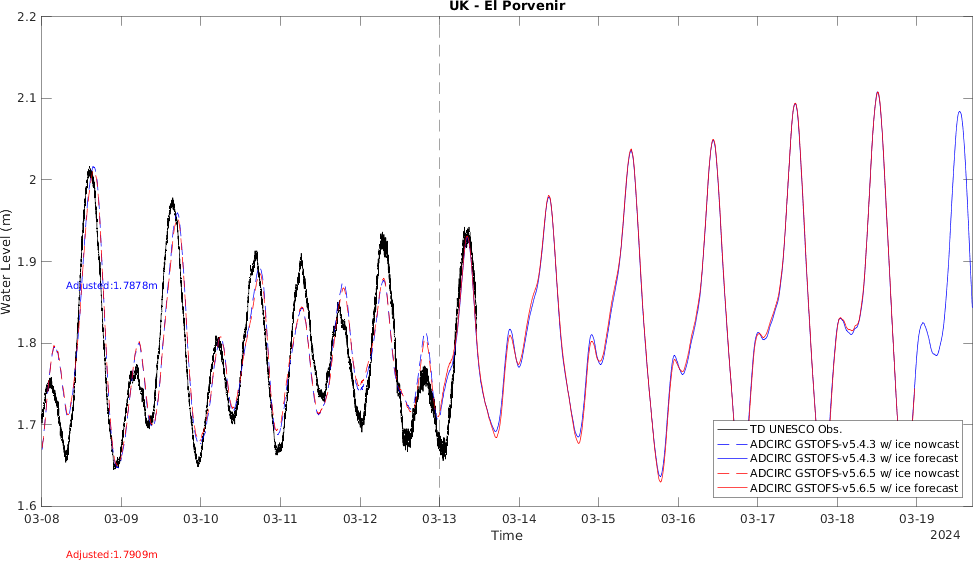 UK - El Porvenir
2.2
2.1
2
1.9
1.8
1.7
1.6
Water Level (m)
Adjusted:1.7878m
TD UNESCO Obs.
ADCIRC GSTOFS-v5.4.3 w/ ice nowcast
ADCIRC GSTOFS-v5.4.3 w/ ice forecast
ADCIRC GSTOFS-v5.6.5 w/ ice nowcast
ADCIRC GSTOFS-v5.6.5 w/ ice forecast
03-08 03-09 03-10 03-11 03-12 03-13 03-14 03-15 03-16 03-17 03-18 03-19
Time
2024
Adjusted:1.7909m